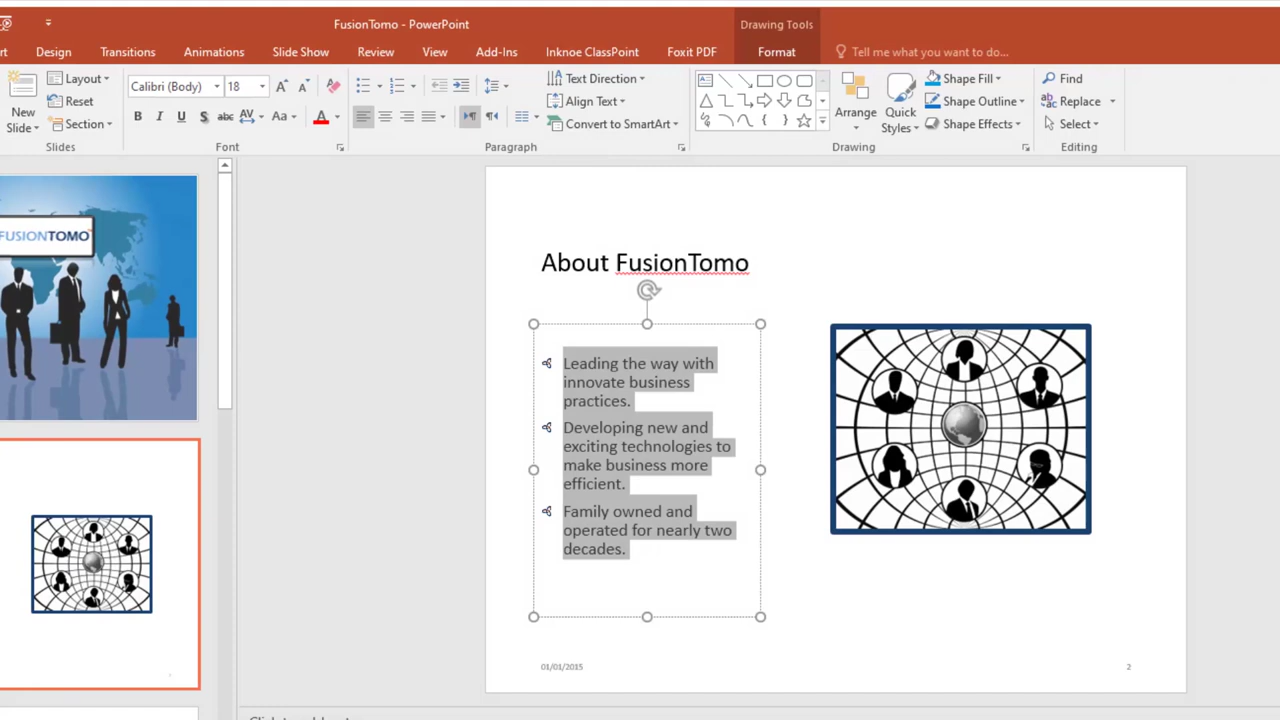 FusionTomo - PowerPoint
Drawing Tools
Design
Transitions
Animations
Slide Show
Review
View
Add-Ins
Inknoe ClassPoint
Foxit PDF
Format
Tell me what you want to do...
New
Slide
Layout
Reset
Section
Slides
Calibri (Body)
18
B I U S abc AV Aa A
Font
Text Direction
Align Text
Convert to SmartArt
Paragraph
Arrange
Quick
Styles
Shape Fill
Shape Outline
Shape Effects
Drawing
Find
Replace
Select
Editing
FUSIONTOMO
About FusionTomo
Leading the way with
innovate business
practices.
Developing new and
exciting technologies to
make business more
efficient.
Family owned and
operated for nearly two
decades.
01/01/2015
2